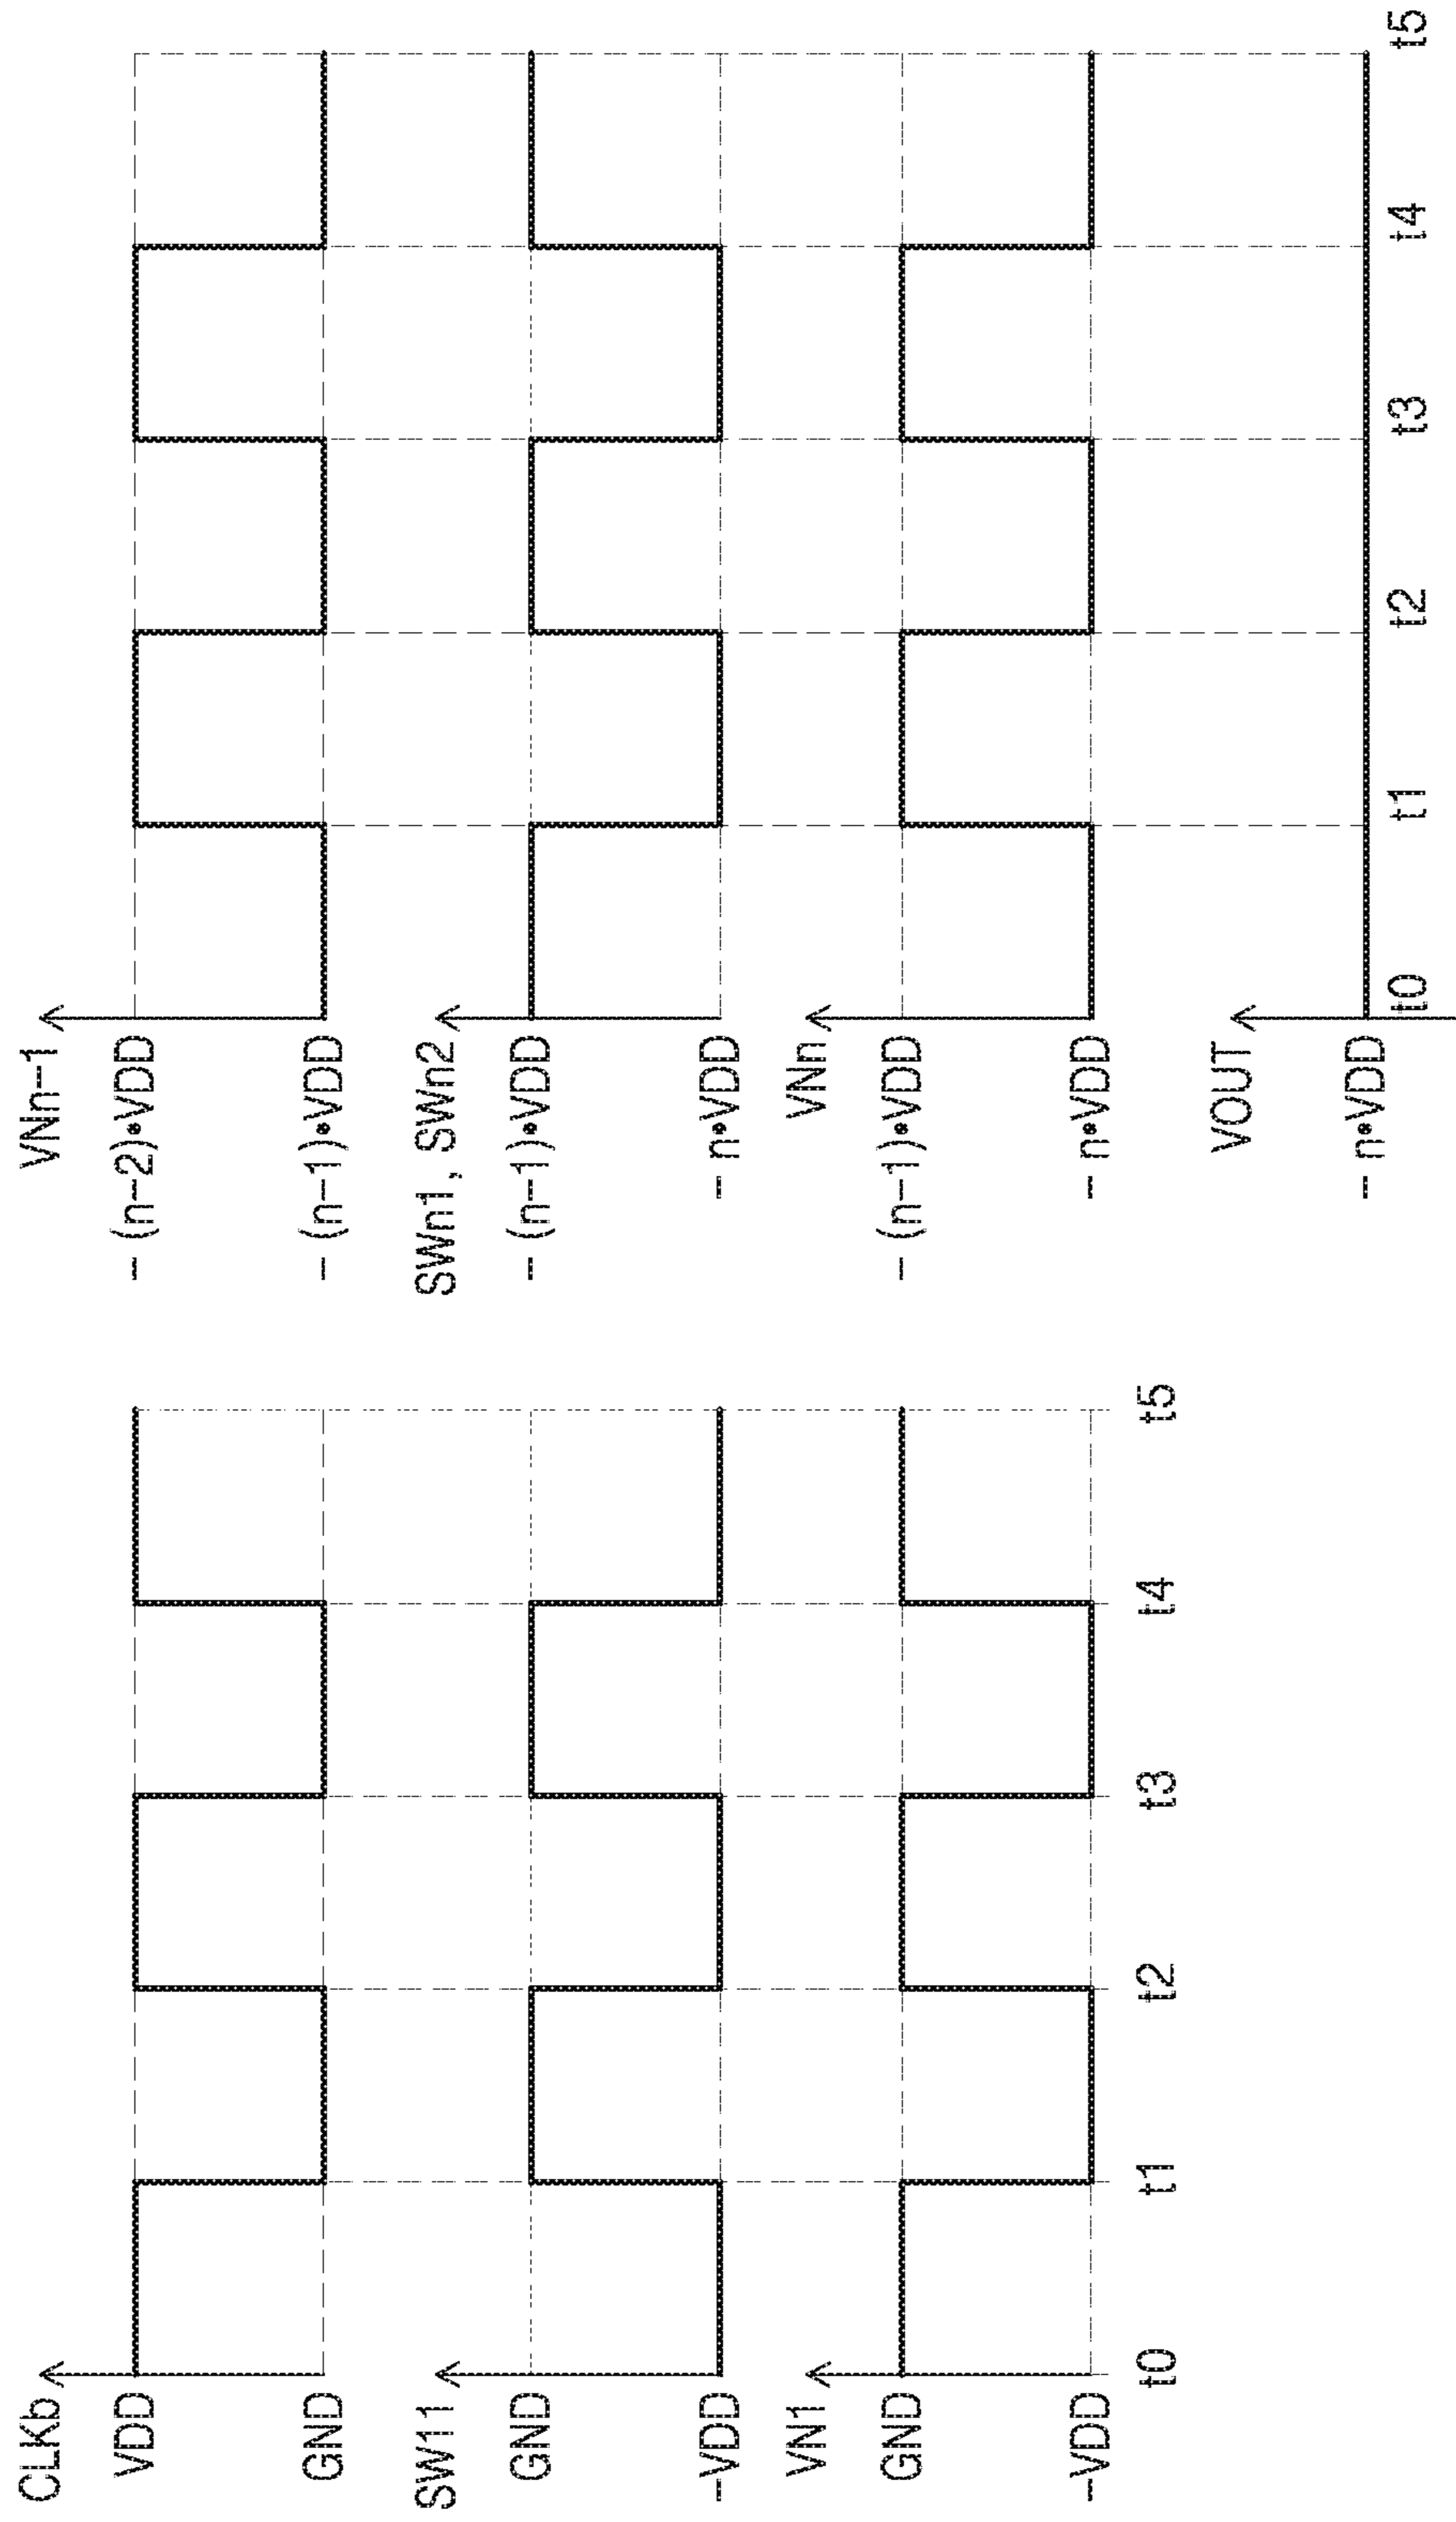 CLKb
VDD
GND
SW11
GND
-VDD
VN1
GND
-VDD
t0 t1 t2 t3 t4 t5
VNn-1
- (n-2)•VDD
- (n-1)•VDD
SWn1, SWn2
- (n-1)•VDD
- n•VDD
VNn
- (n-1)•VDD
- n•VDD
VOUT
- n•VDD
t0 t1 t2 t3 t4 t5